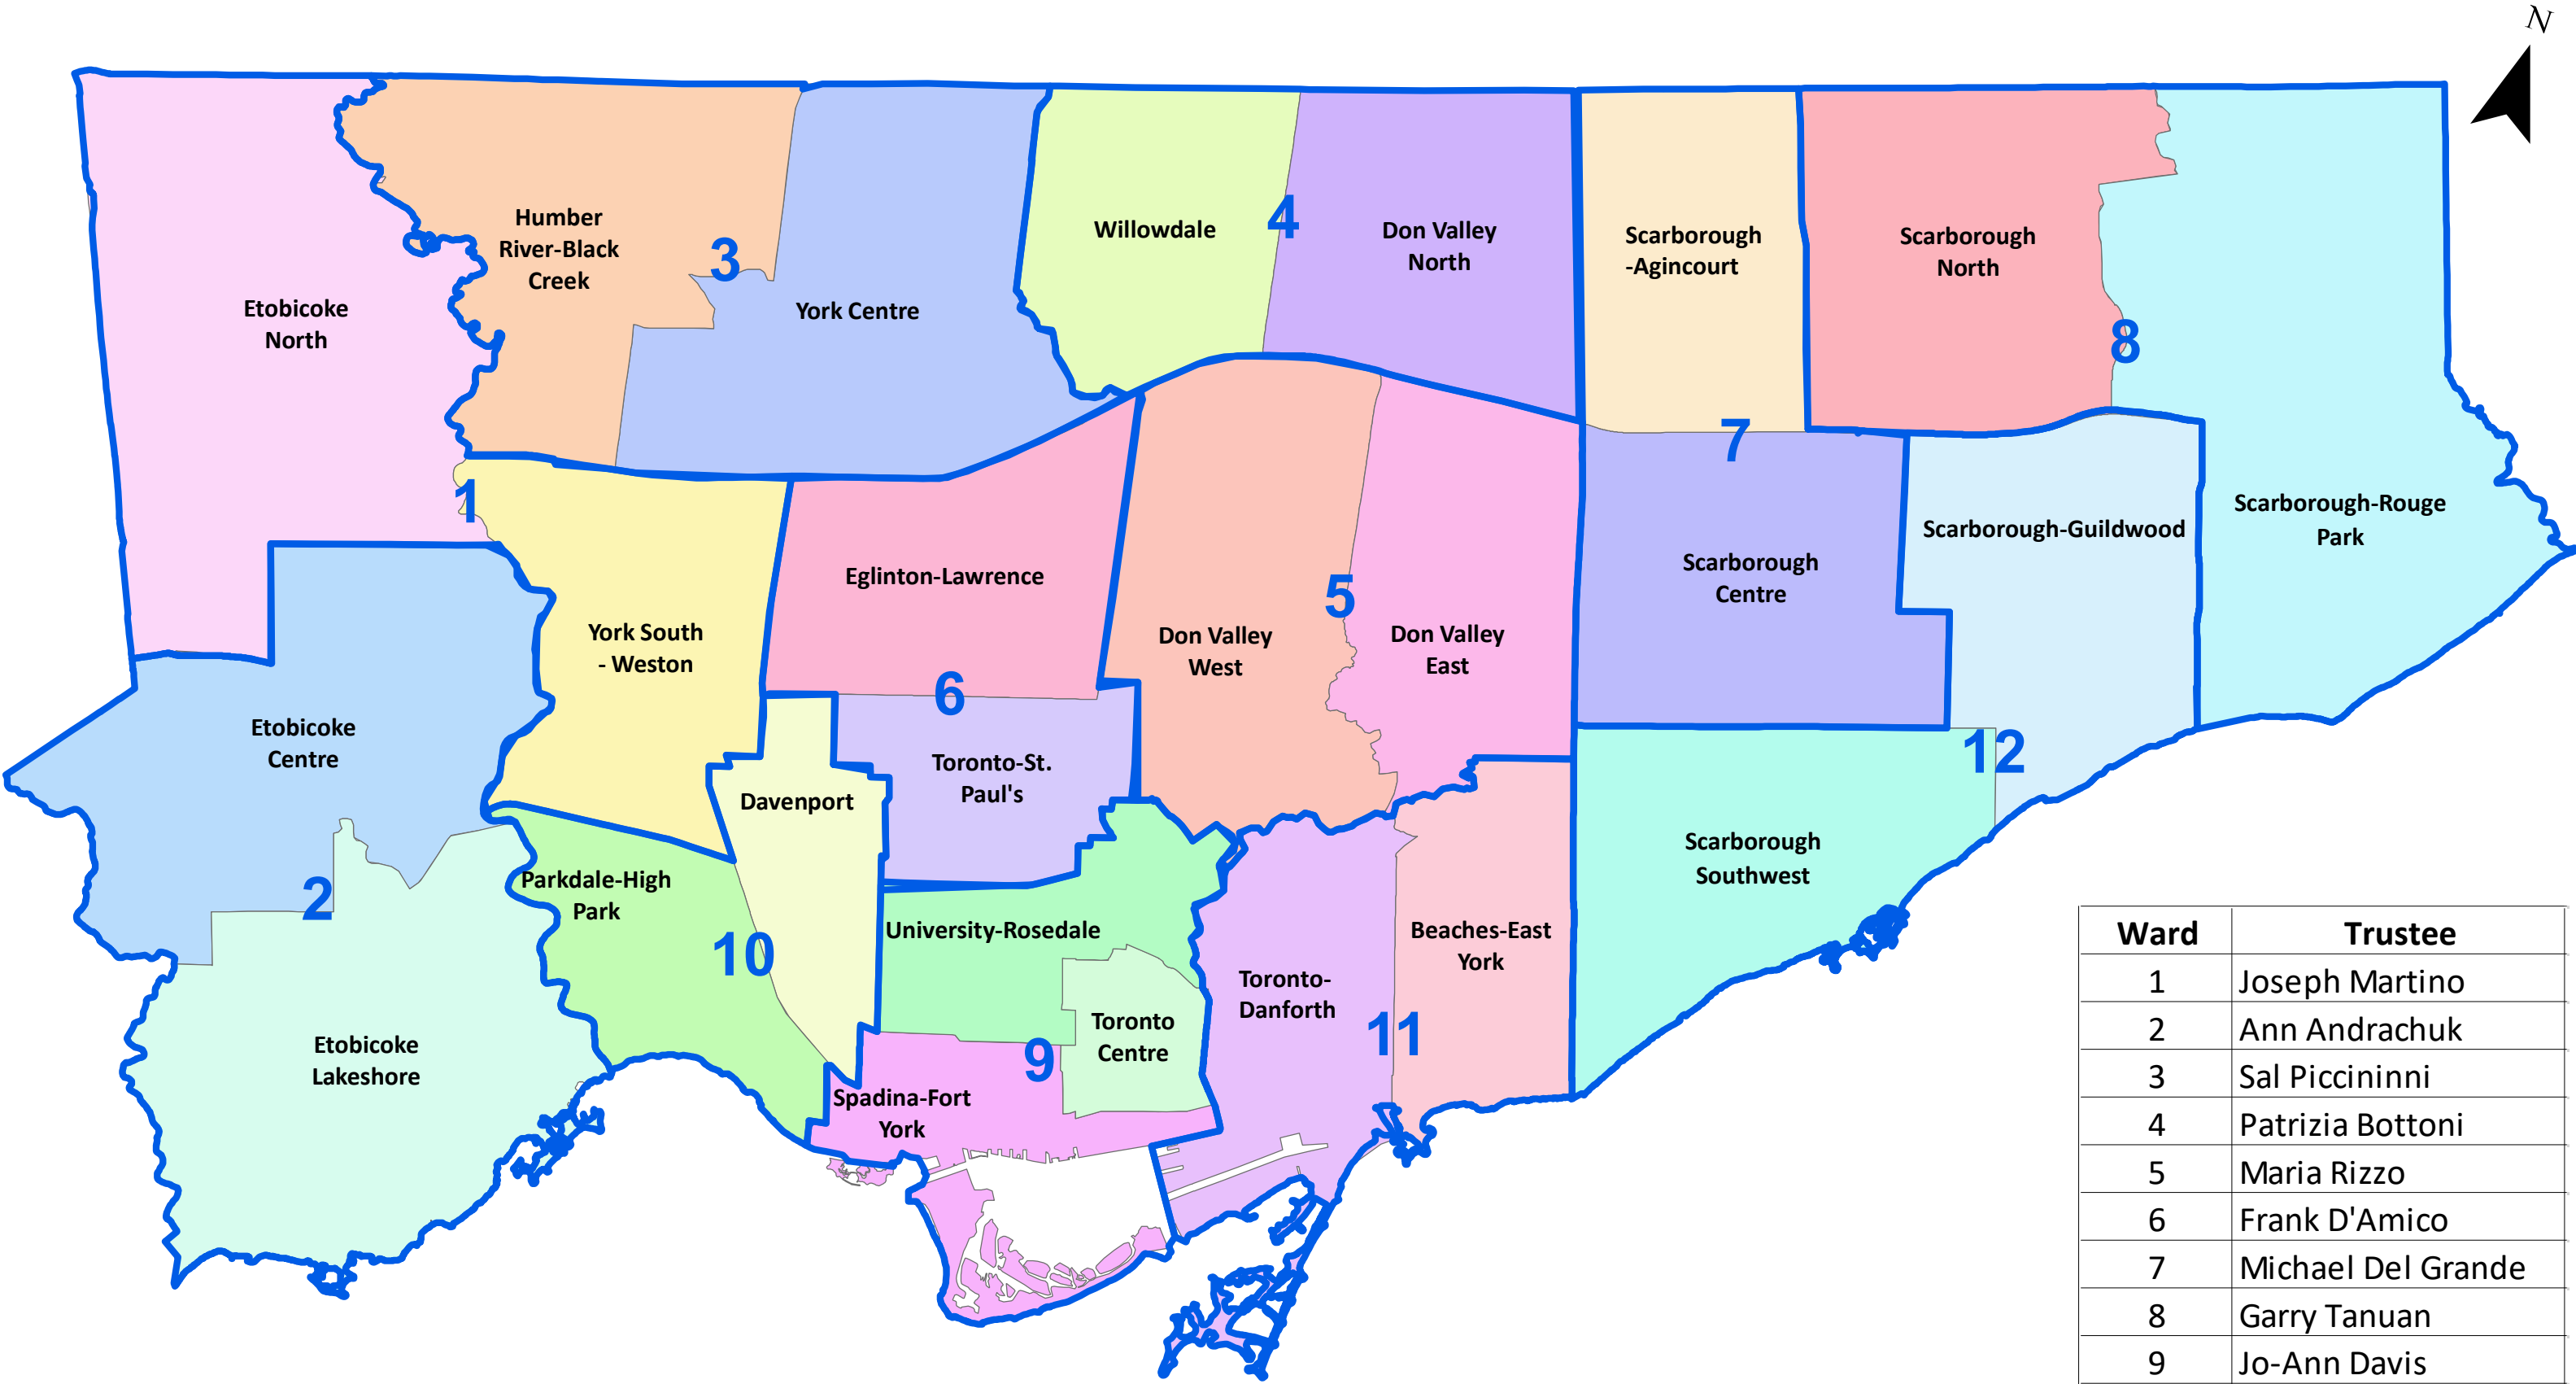 N
Humber
River-Black
Creek
3
York Centre
Willowdale
4
Don Valley
North
Scarborough
-Agincourt
Scarborough
North
8
Etobicoke
North
1
7
Scarborough-Rouge
Park
Scarborough-Guildwood
Scarborough
Centre
Eglinton-Lawrence
5
York South
- Weston
Don Valley
West
Don Valley
East
6
Etobicoke
Centre
Toronto-St.
Paul's
12
Davenport
Scarborough
Southwest
2
Parkdale-High
Park
10
University-Rosedale
Beaches-East
York
Toronto-
Danforth
11
Toronto
Centre
9
Etobicoke
Lakeshore
Spadina-Fort
York
Ward Trustee
1 Joseph Martino
2 Ann Andrachuk
3 Sal Piccininni
4 Patrizia Bottoni
5 Maria Rizzo
6 Frank D'Amico
7 Michael Del Grande
8 Garry Tanuan
9 Jo-Ann Davis